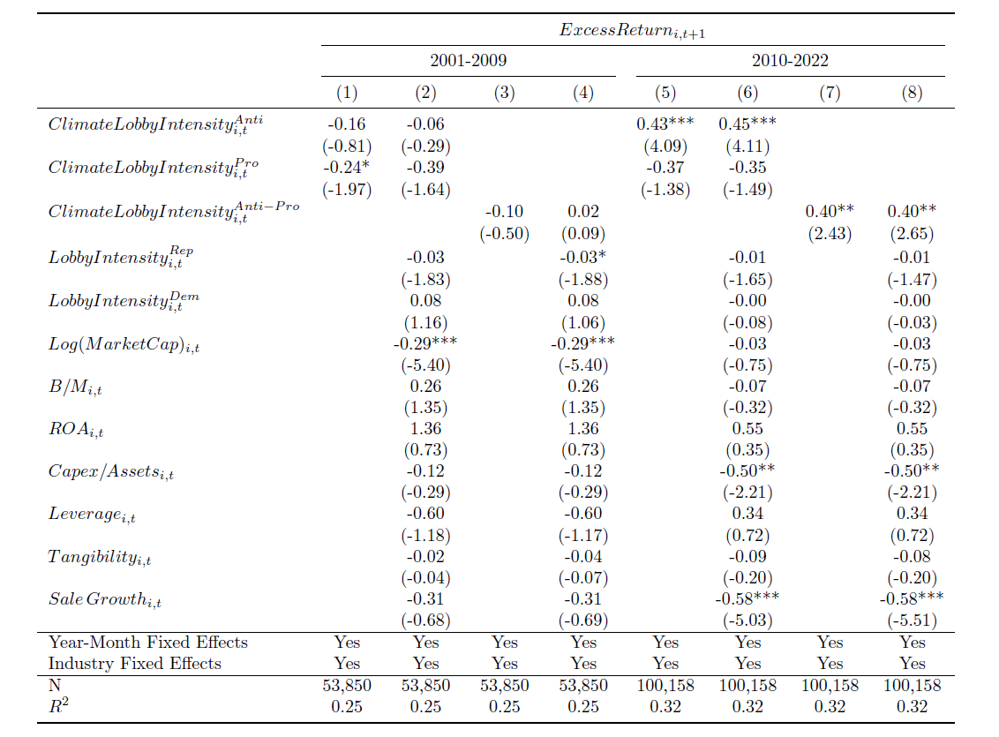 ExcessReturn_{i,t+1}
2001-2009 2010-2022
(1) (2) (3) (4) (5) (6) (7) (8)
ClimateLobbyIntensity^{Anti}_{i,t} -0.16 -0.06 0.43*** 0.45***
(-0.81) (-0.29) (4.09) (4.11)
ClimateLobbyIntensity^{Pro}_{i,t} -0.24* -0.39 -0.37 -0.35
(-1.97) (-1.64) (-1.38) (-1.49)
ClimateLobbyIntensity^{Anti-Pro}_{i,t} -0.10 0.02 0.40** 0.40**
(-0.50) (0.09) (2.43) (2.65)
LobbyIntensity^{Rep}_{i,t} -0.03 -0.03* -0.01 -0.01
(-1.83) (-1.88) (-1.65) (-1.47)
LobbyIntensity^{Dem}_{i,t} 0.08 0.08 -0.00 -0.00
(1.16) (1.06) (-0.08) (-0.03)
Log(MarketCap)_{i,t} -0.29*** -0.29*** -0.03 -0.03
(-5.40) (-5.40) (-0.75) (-0.75)
B/M_{i,t} 0.26 0.26 -0.07 -0.07
(1.35) (1.35) (-0.32) (-0.32)
ROA_{i,t} 1.36 1.36 0.55 0.55
(0.73) (0.73) (0.35) (0.35)
Capex/Assets_{i,t} -0.12 -0.12 -0.50** -0.50**
(-0.29) (-0.29) (-2.21) (-2.21)
Leverage_{i,t} -0.60 -0.60 0.34 0.34
(-1.18) (-1.17) (0.72) (0.72)
Tangibility_{i,t} -0.02 -0.04 -0.09 -0.08
(-0.04) (-0.07) (-0.20) (-0.20)
Sale Growth_{i,t} -0.31 -0.31 -0.58*** -0.58***
(-0.68) (-0.69) (-5.03) (-5.51)
Year-Month Fixed Effects Yes Yes Yes Yes Yes Yes Yes Yes
Industry Fixed Effects Yes Yes Yes Yes Yes Yes Yes Yes
N 53,850 53,850 53,850 53,850 100,158 100,158 100,158 100,158
R^2 0.25 0.25 0.25 0.25 0.32 0.32 0.32 0.32